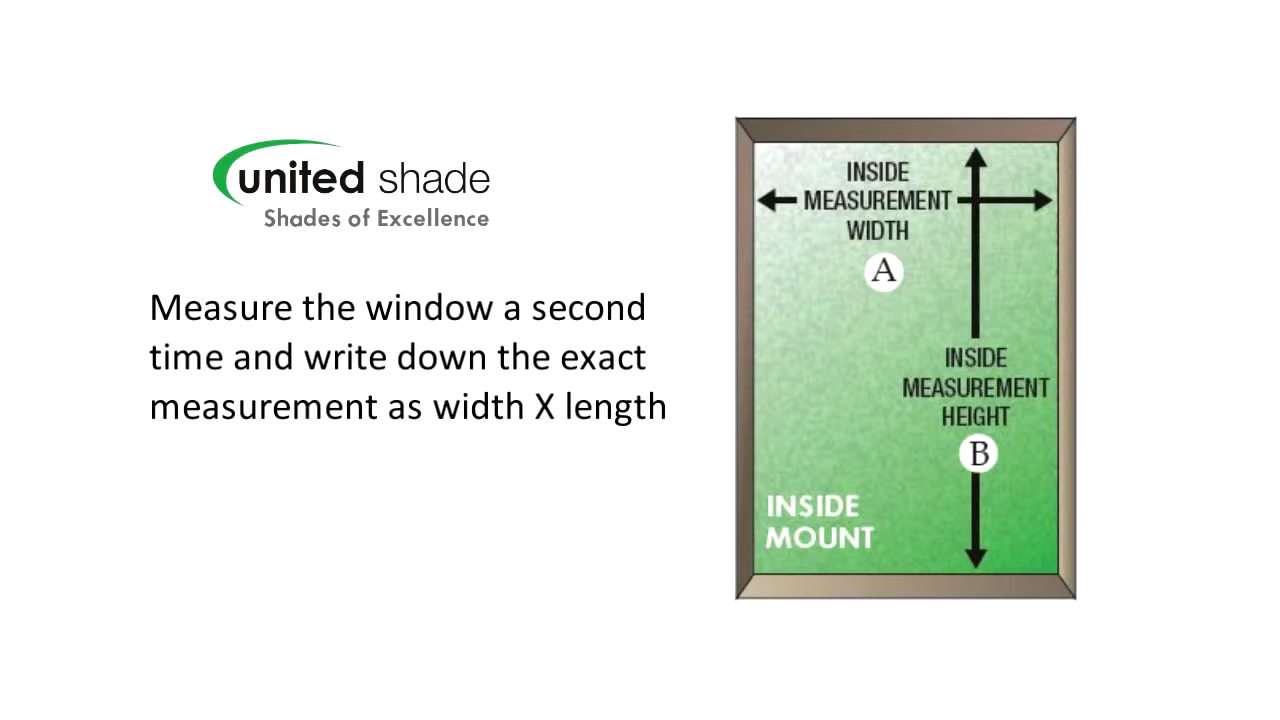 united shade
Shades of Excellence
Measure the window a second
time and write down the exact
measurement as width X length
INSIDE
MEASUREMENT
WIDTH
A
INSIDE
MEASUREMENT
HEIGHT
B
INSIDE
MOUNT